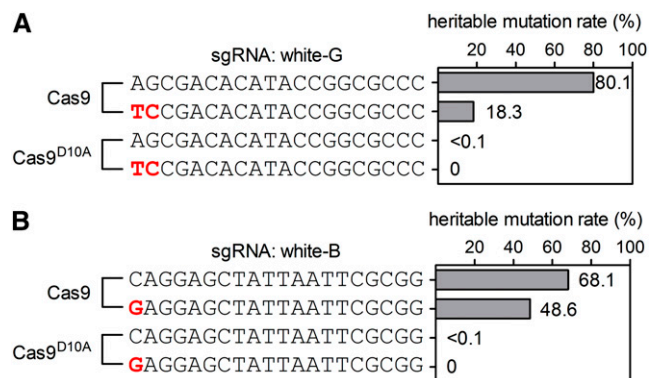 A
heritable mutation rate (%)
sgRNA: white-G
20 40 60 80 100
Cas9
AGCGACACATACCGGCGCCC 80.1
TCCGACACATACCGGCGCCC 18.3
Cas9D10A
AGCGACACATACCGGCGCCC <0.1
TCCGACACATACCGGCGCCC 0
B
heritable mutation rate (%)
sgRNA: white-B
20 40 60 80 100
Cas9
CAGGAGCTATTAATTCGCGG 68.1
GAGGAGCTATTAATTCGCGG 48.6
Cas9D10A
CAGGAGCTATTAATTCGCGG <0.1
GAGGAGCTATTAATTCGCGG 0